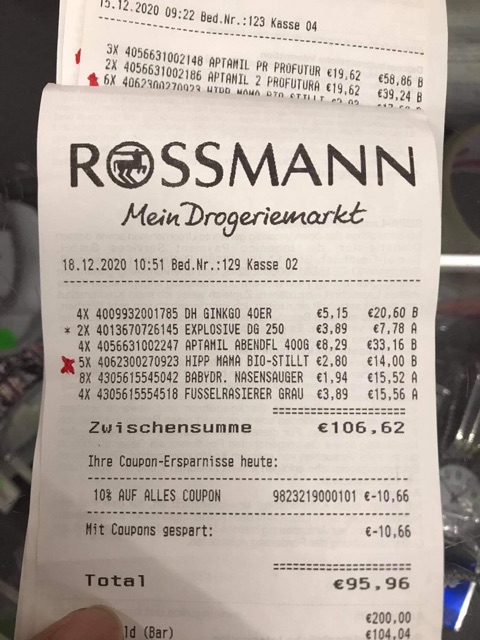 15.12.2020 09:22 Bed.Nr.:123 Kasse 04
3X 4056631002148 APTAMIL PR PROFUTUR €19,62 €58,86 B
2X 4056631002186 APTAMIL 2 PROFUTURA €19,62 €39,24 B
6X 4062300270923 HIPP MAMA BIO-STILLT
ROSSMANN
Mein Drogeriemarkt
18.12.2020 10:51 Bed.Nr.:129 Kasse 02
4X 4009932001785 DH GINKGO 40ER €5,15 €20,60 B
* 2X 4013670726145 EXPLOSIVE DG 250 €3,89 €7,78 A
4X 4056631002247 APTAMIL ABENDFL 400G €8,29 €33,16 B
5X 4062300270923 HIPP MAMA BIO-STILLT €2,80 €14,00 B
8X 4305615545042 BABYDR. NASENSAUGER €1,94 €15,52 A
4X 4305615554518 FUSSELRASIERER GRAU €3,89 €15,56 A
Zwischensumme €106,62
Ihre Coupon-Ersparnisse heute:
10% AUF ALLES COUPON 9823219000101 €-10,66
Mit Coupons gespart: €-10,66
Total €95,96
ld (Bar) €200,00
€104,04